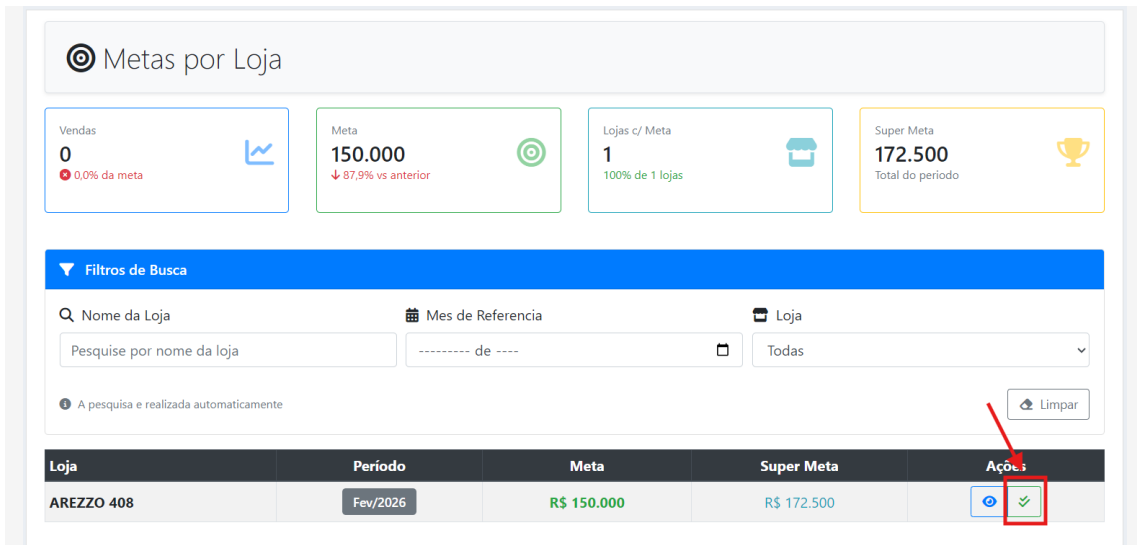 Metas por Loja
Vendas
0
0,0% da meta
Meta
150.000
87,9% vs anterior
Lojas c/ Meta
1
100% de 1 lojas
Super Meta
172.500
Total do periodo
Filtros de Busca
Nome da Loja
Mes de Referencia
Loja
Pesquise por nome da loja
--------- de ----
Todas
A pesquisa e realizada automaticamente
Limpar
Loja Período Meta Super Meta Ações
AREZZO 408 Fev/2026 R$ 150.000 R$ 172.500